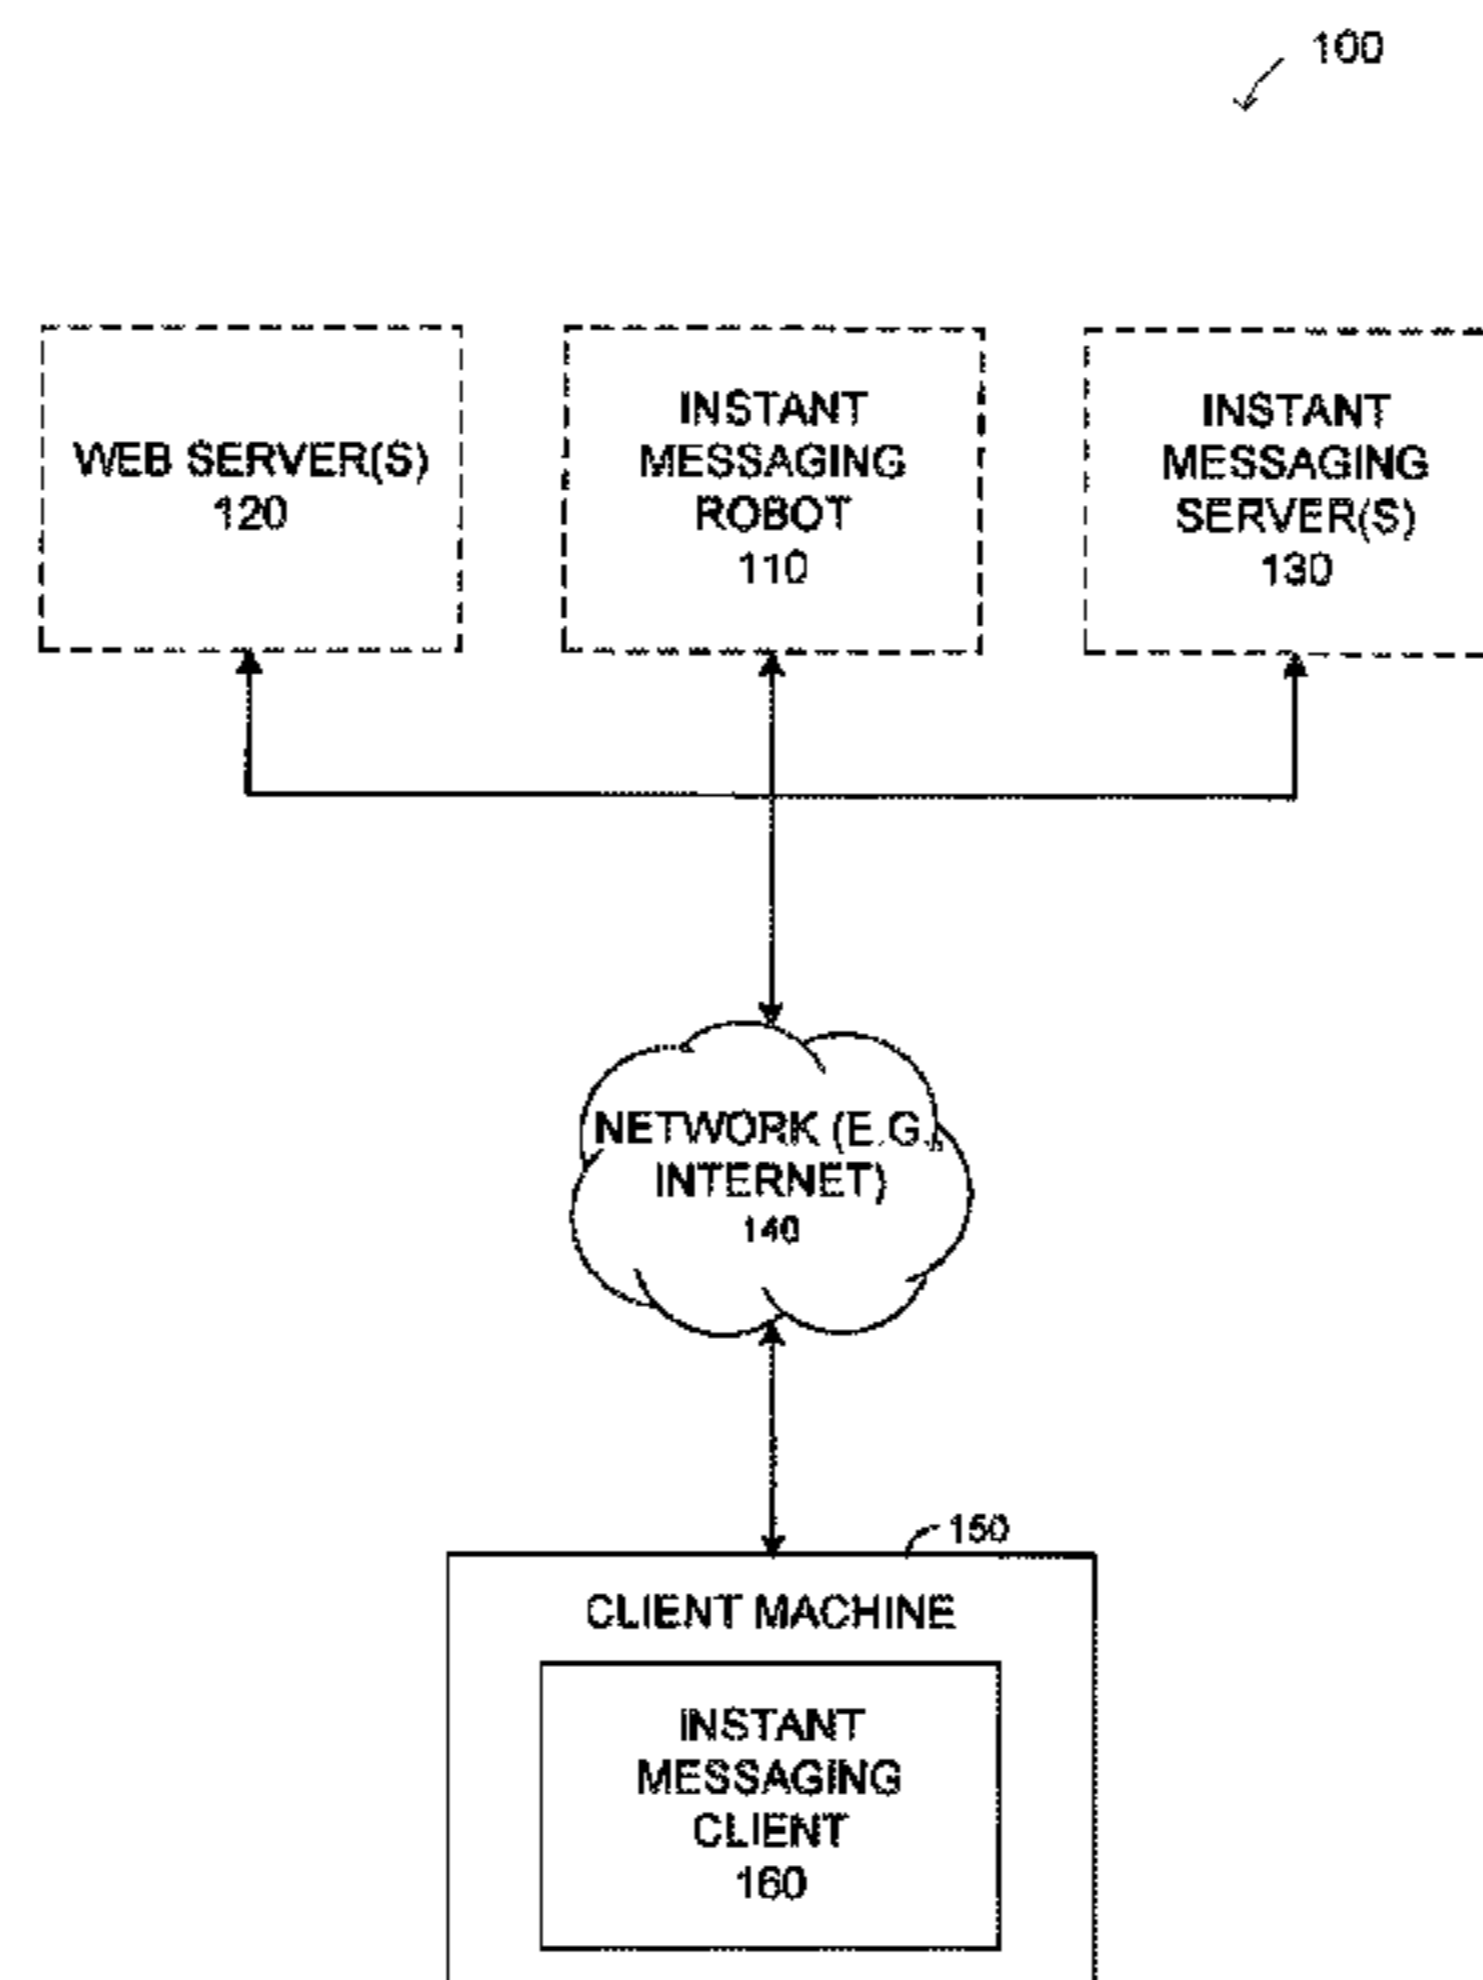 100
WEB SERVER(S)
120
INSTANT
MESSAGING
ROBOT
110
INSTANT
MESSAGING
SERVER(S)
130
NETWORK (E.G.,
INTERNET)
140
150
CLIENT MACHINE
INSTANT
MESSAGING
CLIENT
160